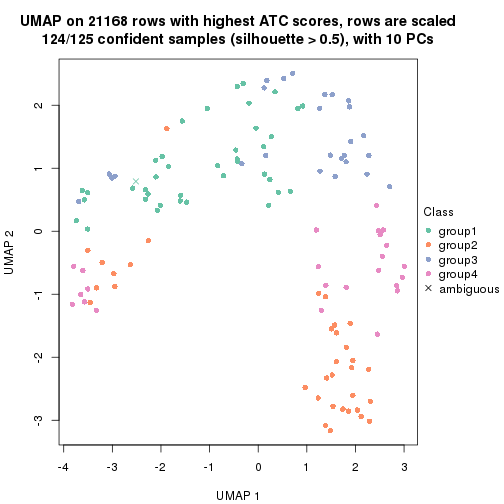 UMAP on 21168 rows with highest ATC scores, rows are scaled
124/125 confident samples (silhouette > 0.5), with 10 PCs
UMAP 2
2
1
0
-1
-2
-3
-4
-3
-2
-1
0
1
2
3
UMAP 1
Class
group1
group2
group3
group4
ambiguous